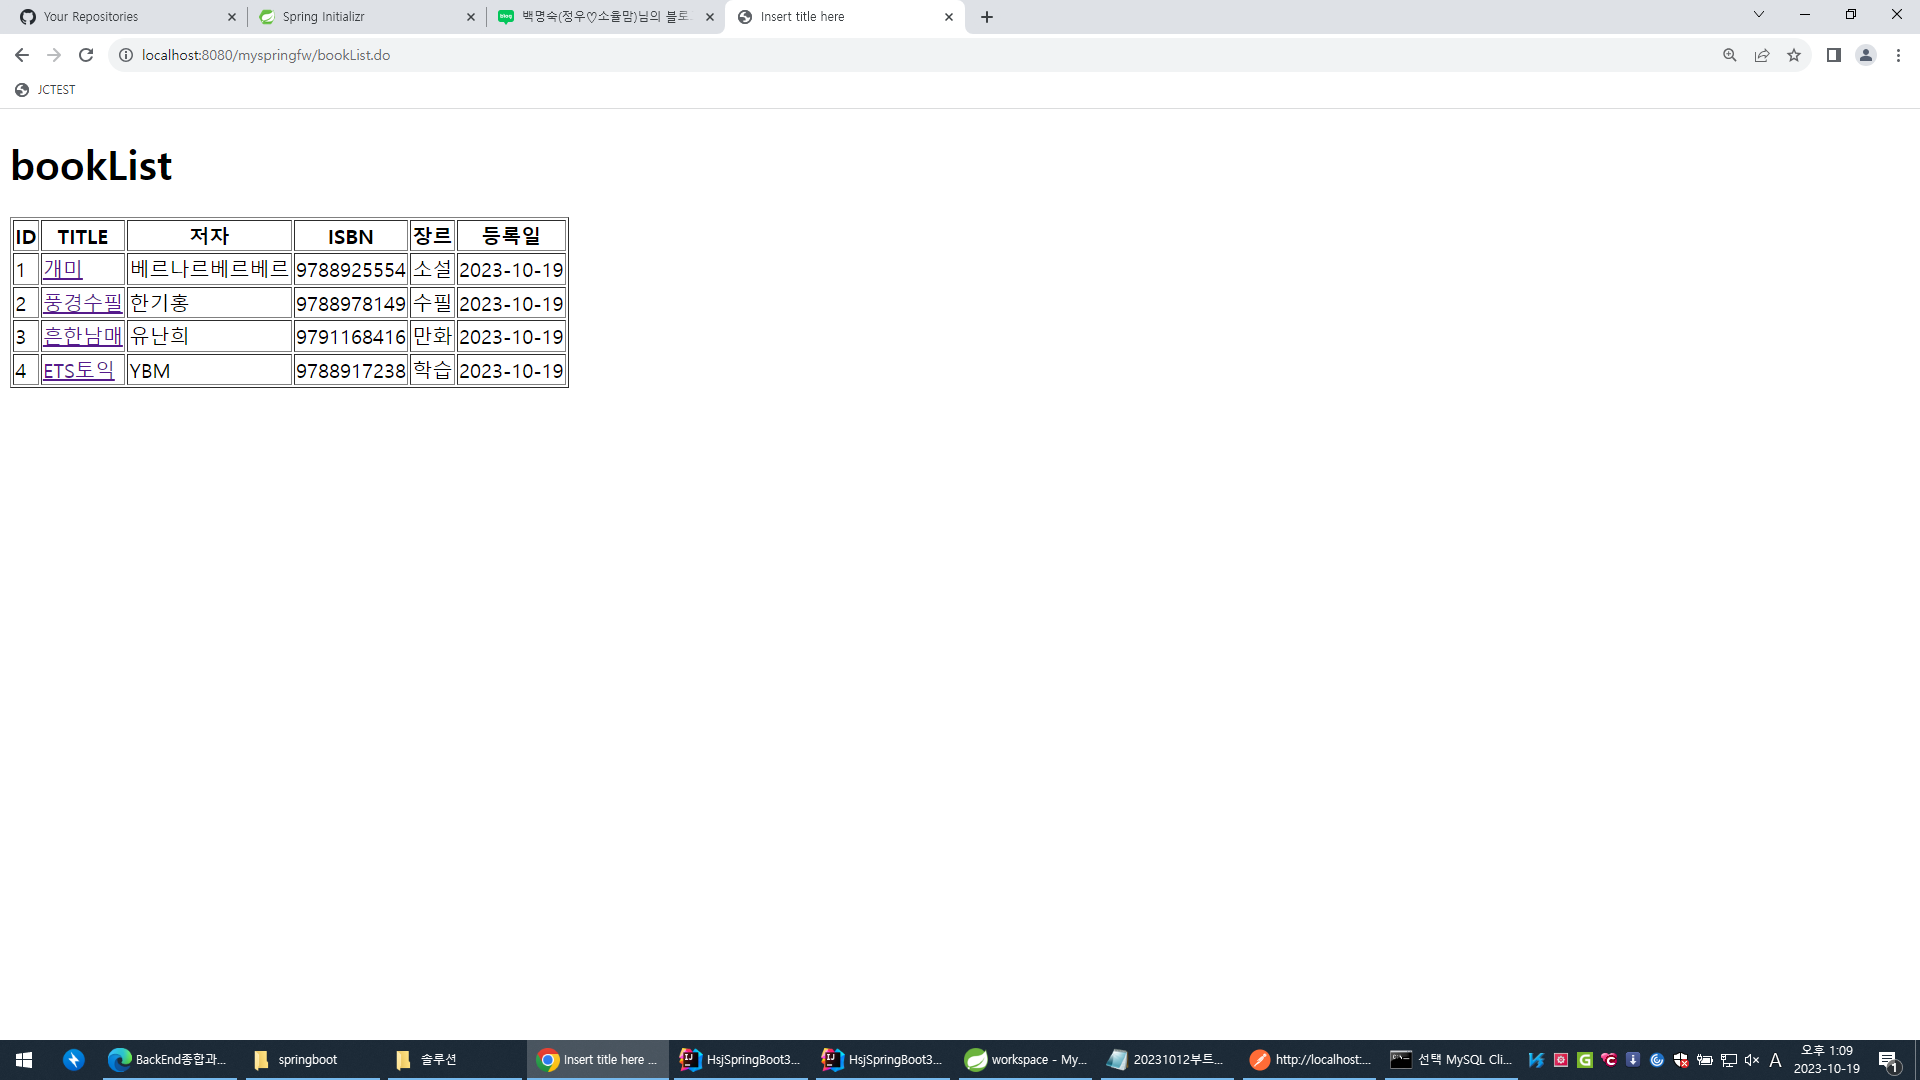 Your Repositories
Spring Initializr
백명숙(정우♡소율맘)님의 블로
Insert title here
localhost:8080/myspringfw/bookList.do
JCTEST
bookList
ID TITLE 저자 ISBN 장르 등록일
1 개미 베르나르베르베르 9788925554 소설 2023-10-19
2 풍경수필 한기홍 9788978149 수필 2023-10-19
3 흔한남매 유난희 9791168416 만화 2023-10-19
4 ETS토익 YBM 9788917238 학습 2023-10-19
BackEnd종합과...
springboot
솔루션
Insert title here ...
HsjSpringBoot3...
HsjSpringBoot3...
workspace - My...
20231012부트...
http://localhost:...
선택 MySQL Cli...
A
오후 1:09
2023-10-19
1